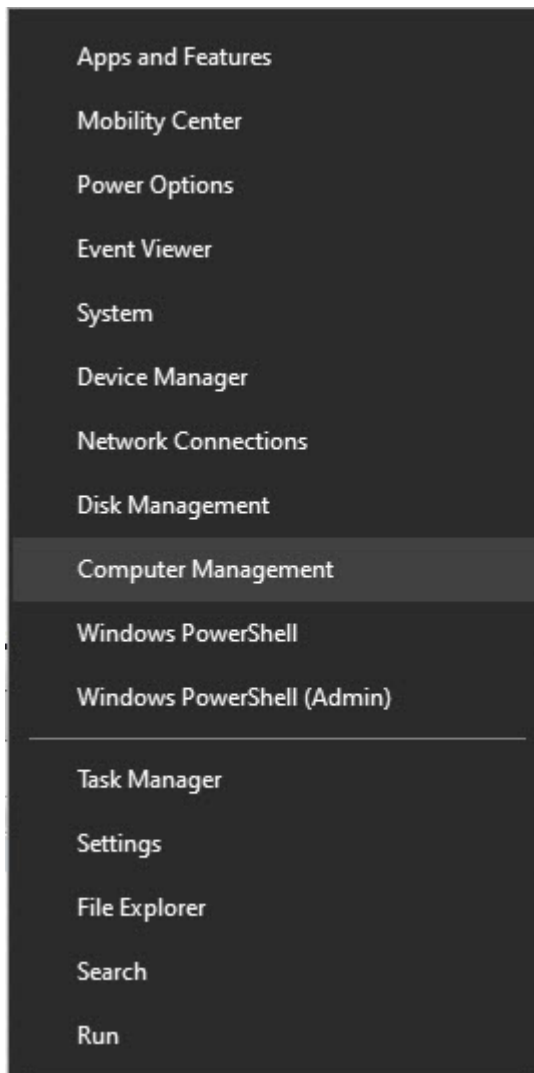 Apps and Features
Mobility Center
Power Options
Event Viewer
System
Device Manager
Network Connections
Disk Management
Computer Management
Windows PowerShell
Windows PowerShell (Admin)
Task Manager
Settings
File Explorer
Search
Run